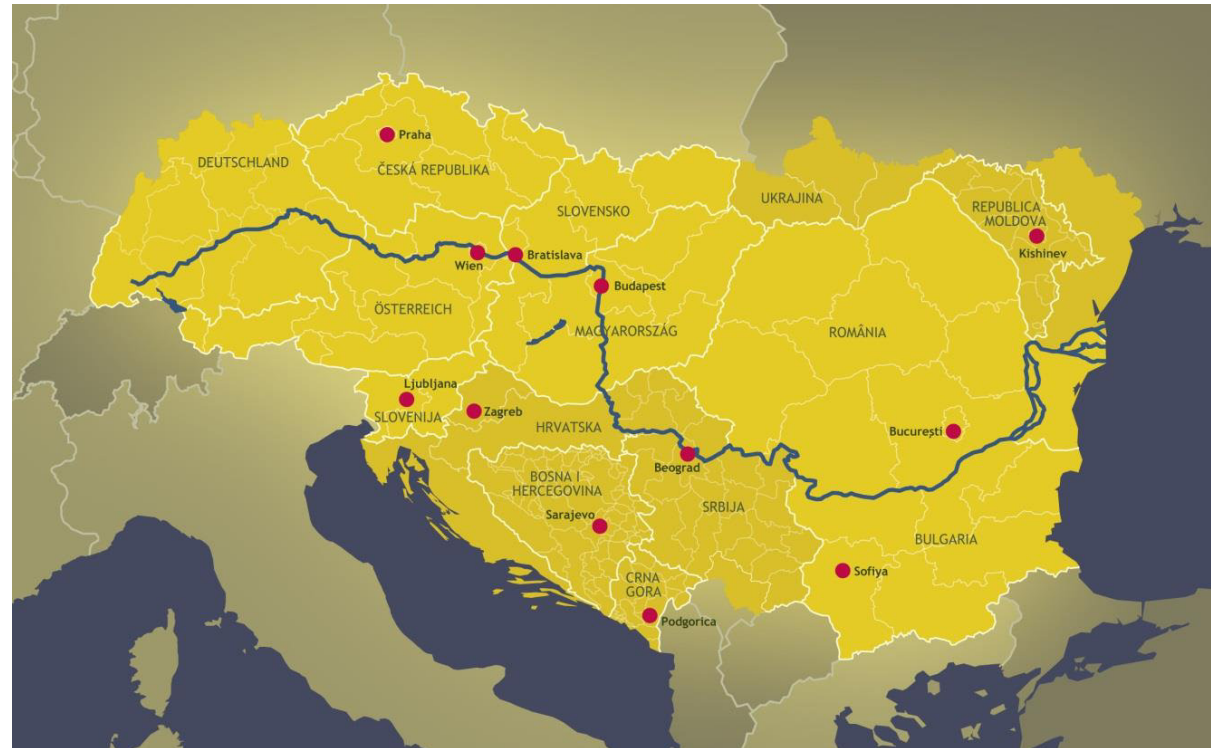 Praha
DEUTSCHLAND
ČESKÁ REPUBLIKA
UKRAJINA
SLOVENSKO
REPUBLICA
MOLDOVA
Kishinev
Wien
Bratislava
Budapest
ÖSTERREICH
MAGYARORSZÁG
ROMÂNIA
Ljubljana
SLOVENIJA
Zagreb
HRVATSKA
București
Beograd
BOSNA I
HERCEGOVINA
Sarajevo
SRBIJA
BULGARIA
Sofiya
CRNA
GORA
Podgorica